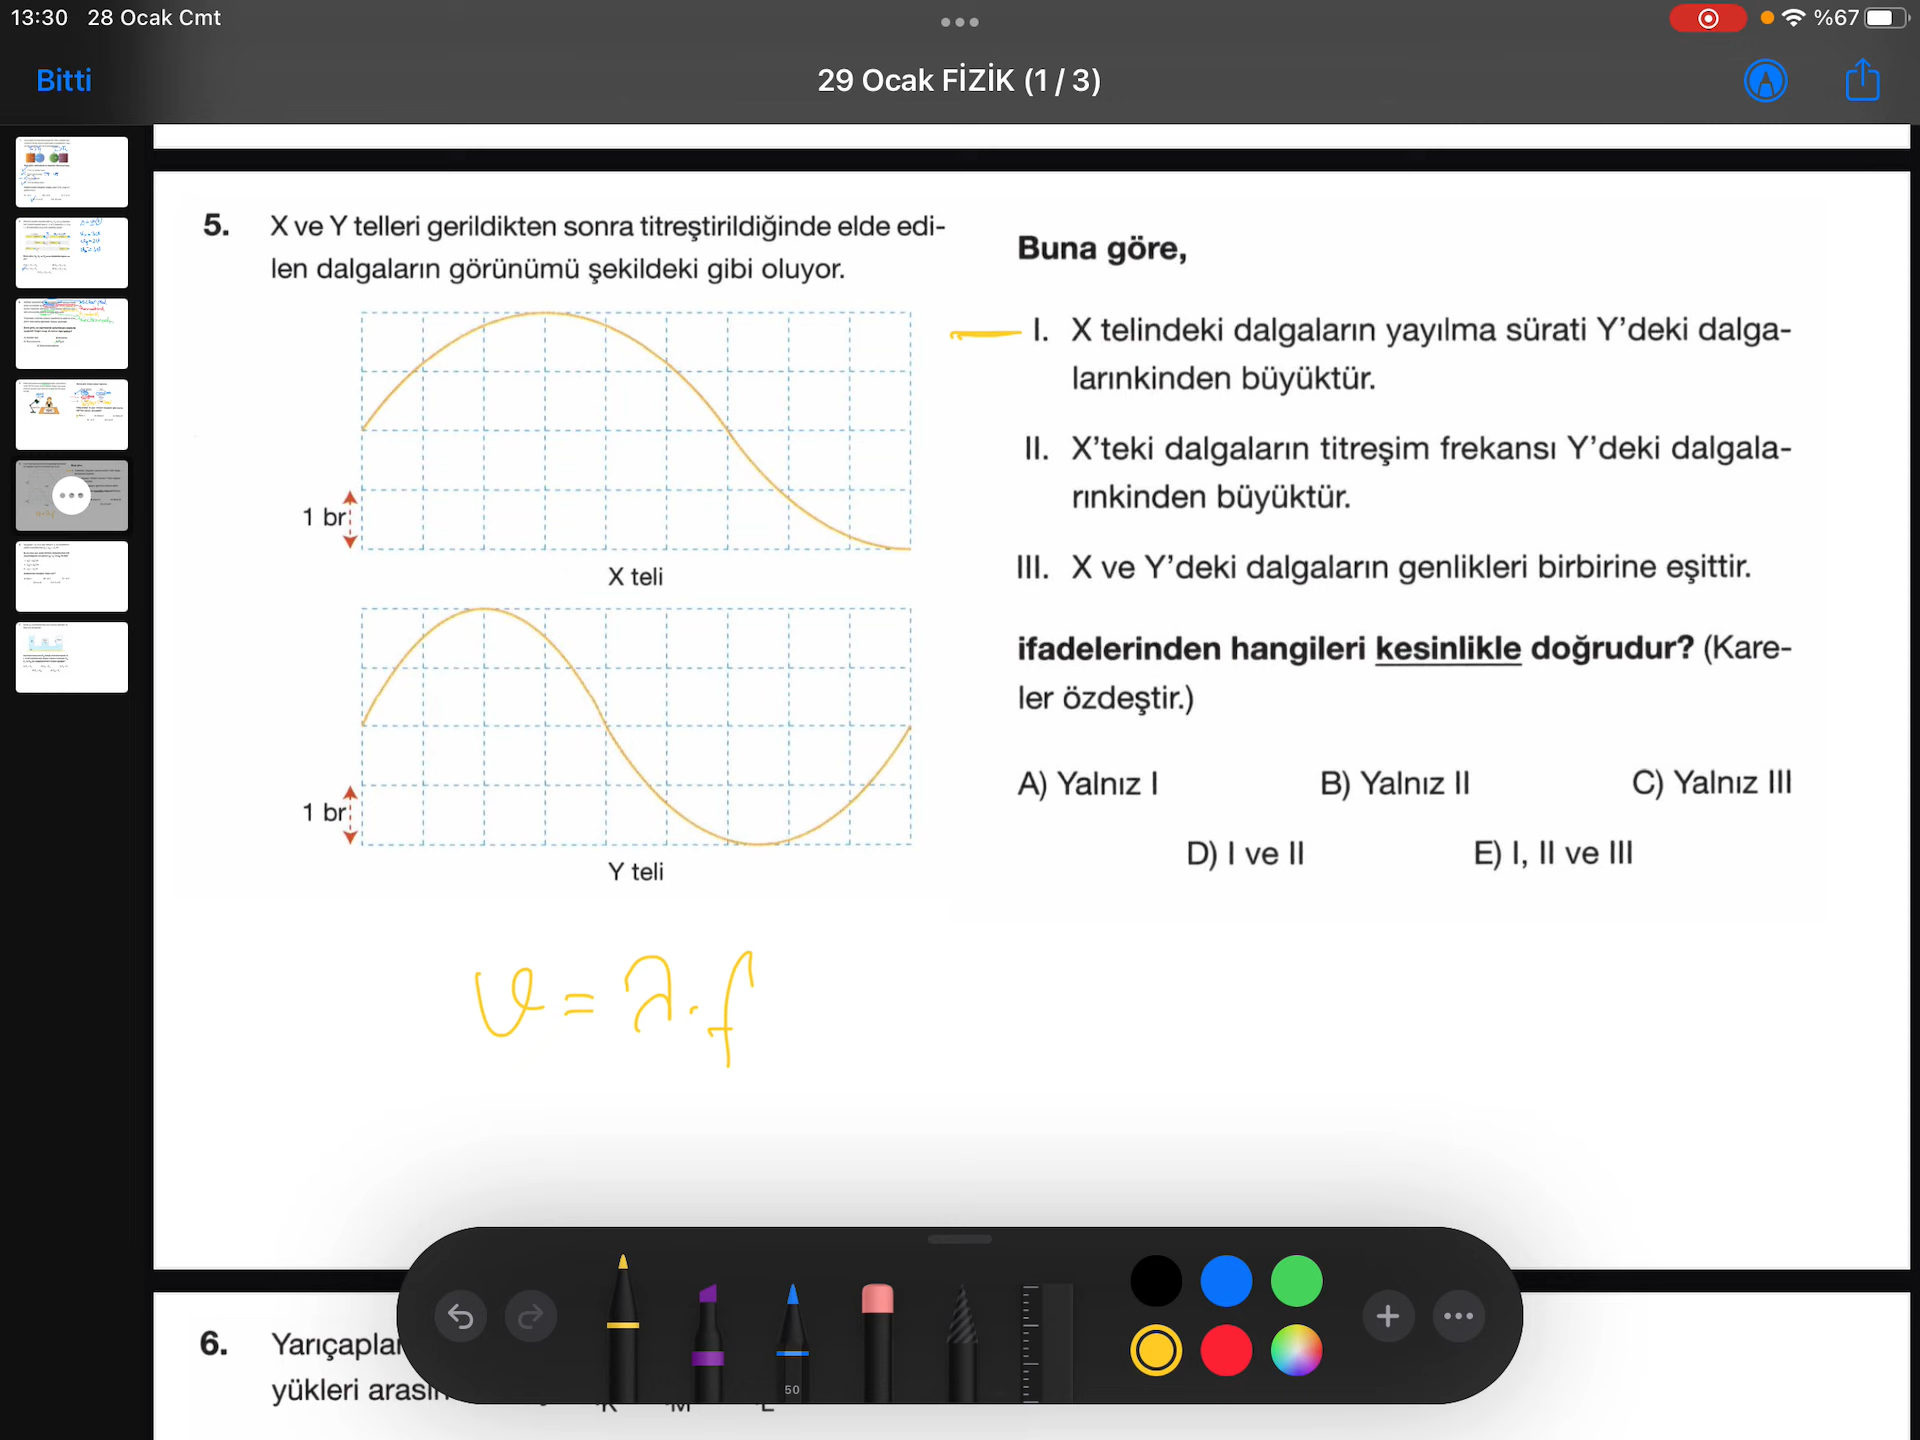 13:30 28 Ocak Cmt
%67
Bitti
29 Ocak FİZİK (1 / 3)
5. X ve Y telleri gerildikten sonra titreştirildiğinde elde edi-
len dalgaların görünümü şekildeki gibi oluyor.
1 br
X teli
1 br
Y teli
Buna göre,
I. X telindeki dalgaların yayılma sürati Y’deki dalga-
larınkinden büyüktür.
II. X’teki dalgaların titreşim frekansı Y’deki dalgala-
rınkinden büyüktür.
III. X ve Y’deki dalgaların genlikleri birbirine eşittir.
ifadelerinden hangileri kesinlikle doğrudur? (Kare-
ler özdeştir.)
A) Yalnız I B) Yalnız II C) Yalnız III
D) I ve II E) I, II ve III
v = λ.f
6. Yarıçaplar
yükleri arasın
50